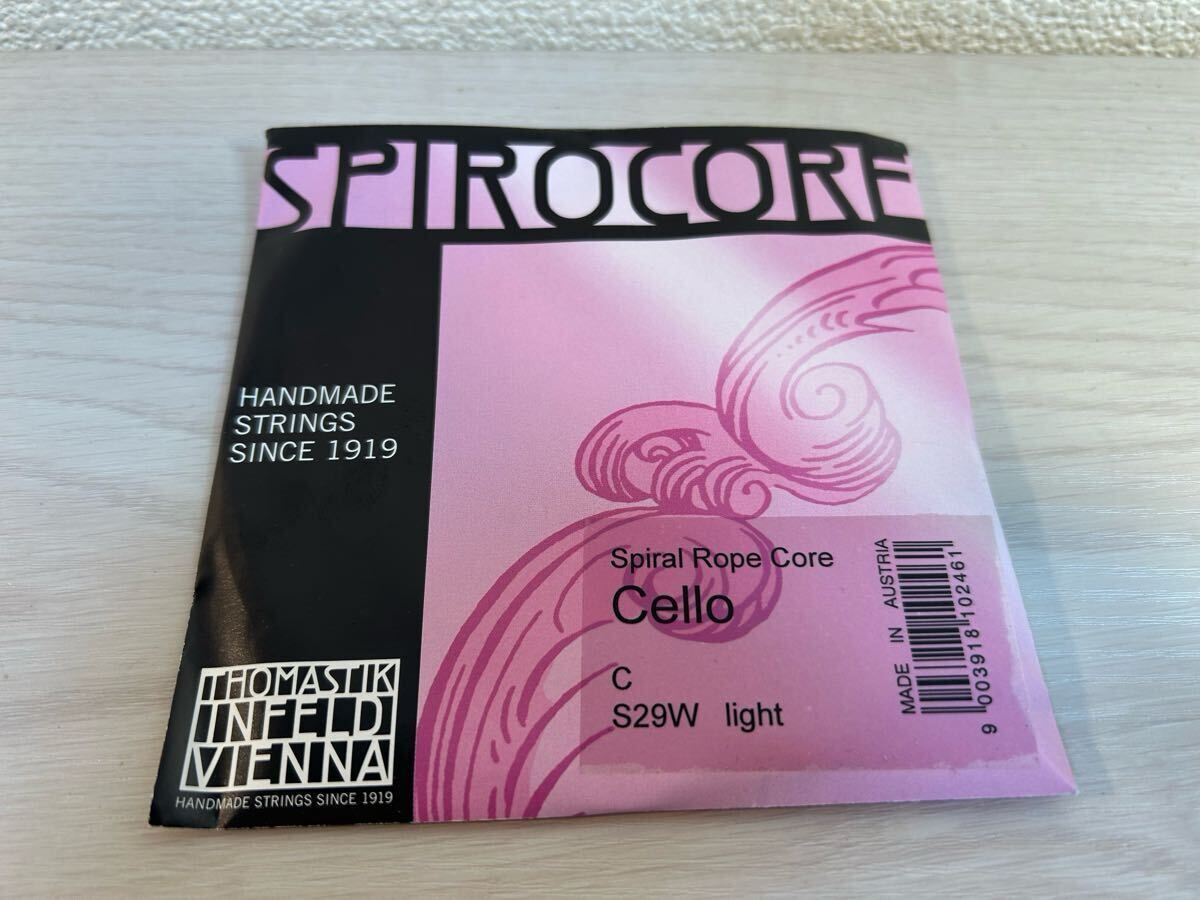 SPIROCORE
HANDMADE
STRINGS
SINCE 1919
Spiral Rope Core
Cello
C
S29W light
MADE IN AUSTRIA
9 003918 102461
THOMASTIK
INFELD
VIENNA
HANDMADE STRINGS SINCE 1919